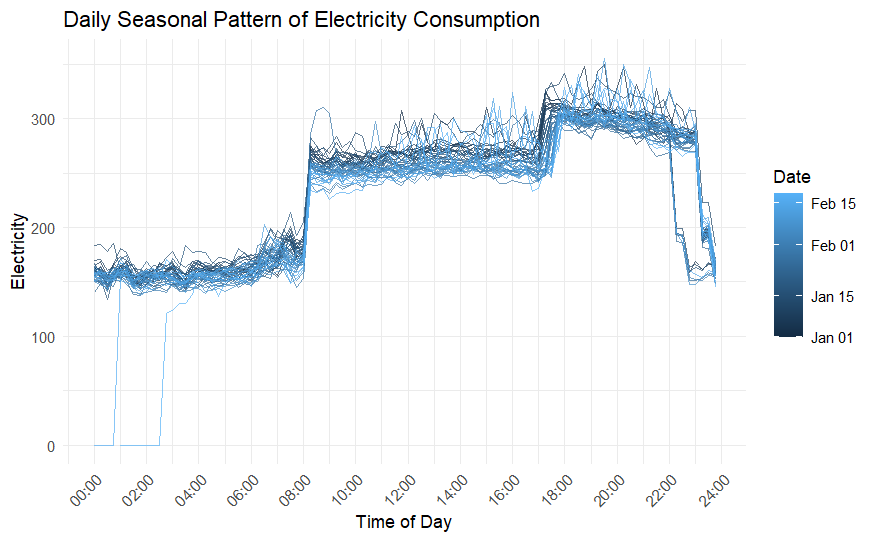 Daily Seasonal Pattern of Electricity Consumption
Electricity
300
200
100
0
00:00
02:00
04:00
06:00
08:00
10:00
12:00
14:00
16:00
18:00
20:00
22:00
24:00
Time of Day
Date
Feb 15
Feb 01
Jan 15
Jan 01